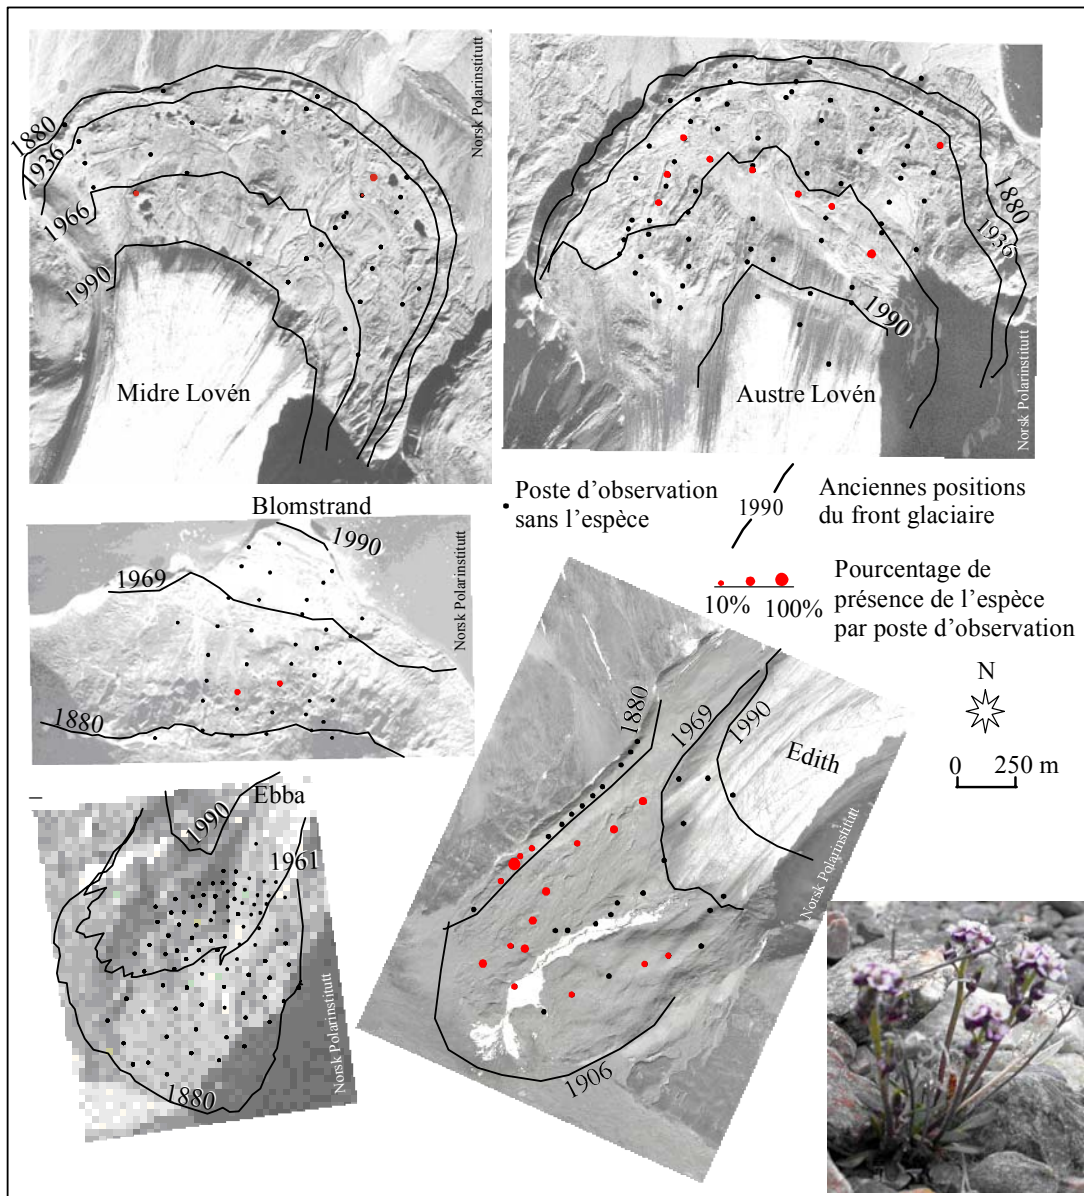 Norsk Polarinstitutt
1880
1936
1966
1990
Midre Lovén
Norsk Polarinstitutt
1880
1936
1990
Austre Lovén
Poste d'observation
sans l'espèce
1990
Anciennes positions
du front glaciaire
10% 100%
Pourcentage de
présence de l'espèce
par poste d'observation
N
0 250 m
Blomstrand
1990
1969
1880
Norsk Polarinstitutt
Ebba
1990
1961
1880
Norsk Polarinstitutt
1880
1969
1990
Edith
1906
Norsk Polarinstitutt